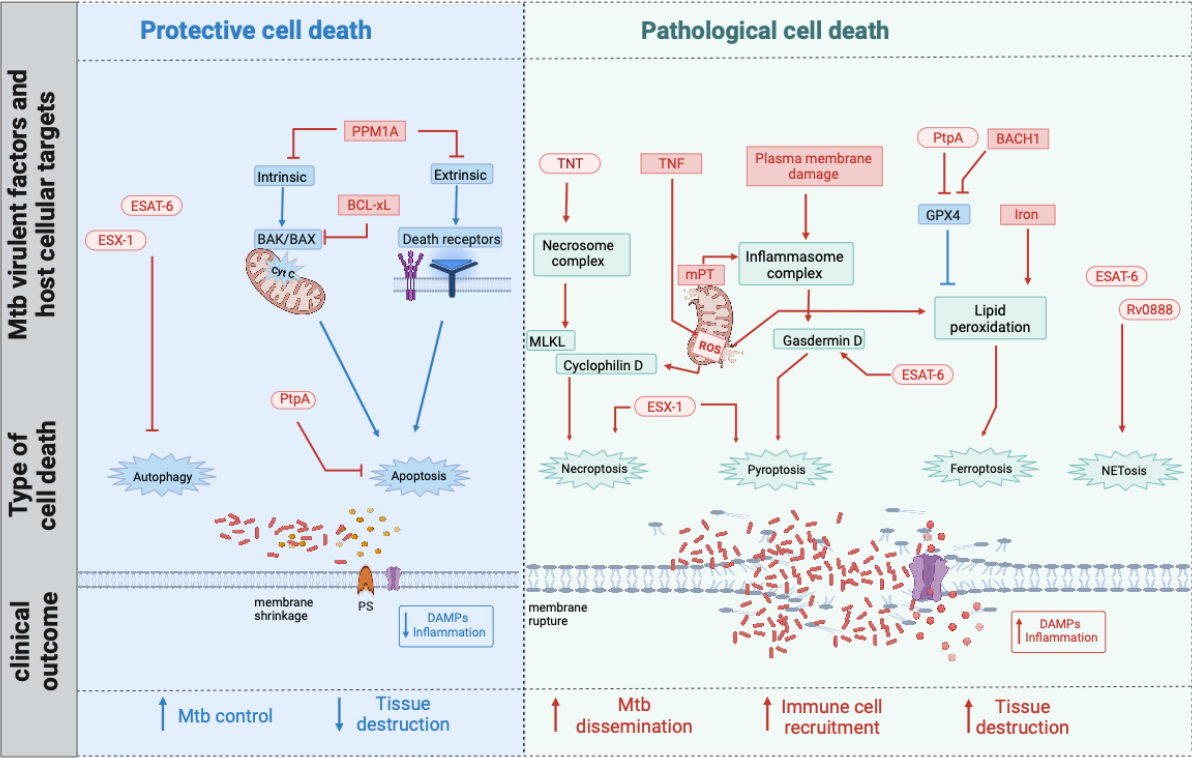 Protective cell death
Pathological cell death
Mtb virulent factors and
host cellular targets
PPM1A
Intrinsic
Extrinsic
ESAT-6
BCL-xL
ESX-1
BAK/BAX
Death receptors
Cyt c
PtpA
TNT
TNF
Plasma membrane
damage
PtpA
BACH1
GPX4
Iron
Necrosome
complex
Inflammasome
complex
mPT
ESAT-6
Rv0888
Lipid
peroxidation
MLKL
Cyclophilin D
ROS
Gasdermin D
ESAT-6
ESX-1
Type of
cell death
Autophagy
Apoptosis
Necroptosis
Pyroptosis
Ferroptosis
NETosis
clinical
outcome
membrane
shrinkage
PS
DAMPs
Inflammation
membrane
rupture
DAMPs
Inflammation
Mtb control
Tissue
destruction
Mtb
dissemination
Immune cell
recruitment
Tissue
destruction